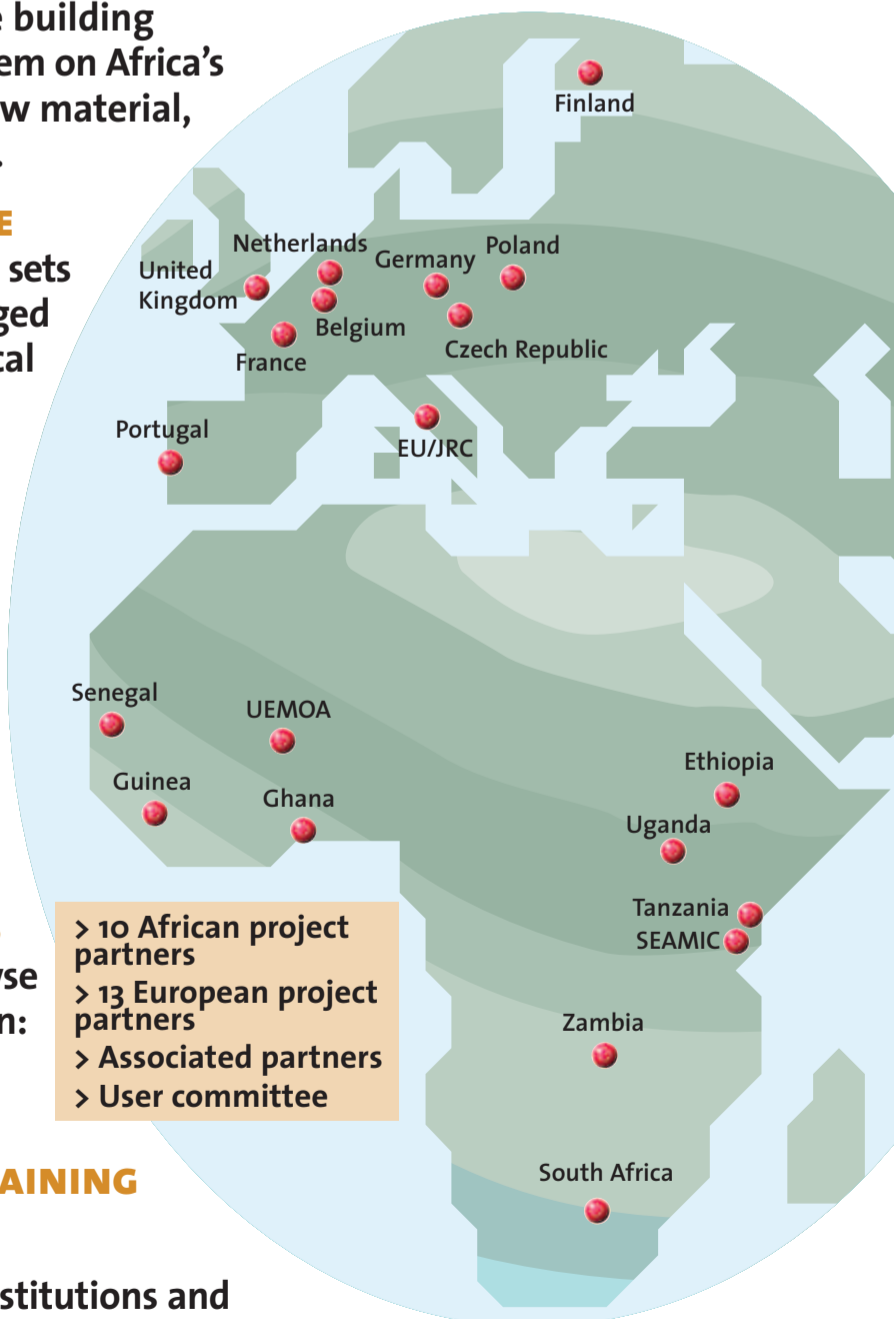 e building
em on Africa's
w material,
.
E
sets
ged
cal
yse
n:
AINING
stitutions and
Finland
Netherlands
Germany
Poland
United
Kingdom
Belgium
France
Czech Republic
Portugal
EU/JRC
Senegal
UEMOA
Guinea
Ghana
Ethiopia
Uganda
Tanzania
SEAMIC
Zambia
South Africa
> 10 African project
partners
> 13 European project
partners
> Associated partners
> User committee